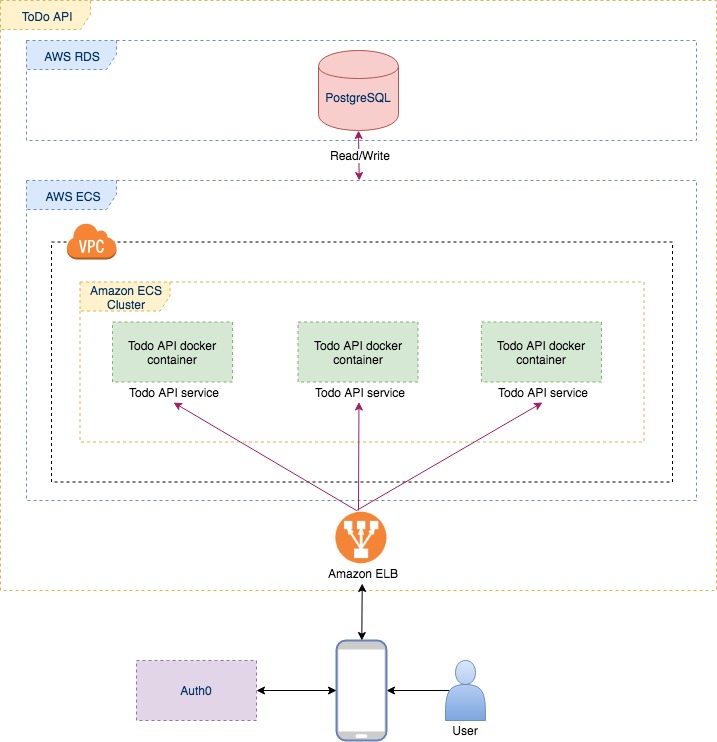 ToDo API
AWS RDS
PostgreSQL
Read/Write
AWS ECS
VPC
Amazon ECS
Cluster
Todo API docker
container
Todo API service
Todo API docker
container
Todo API service
Todo API docker
container
Todo API service
Amazon ELB
Auth0
User